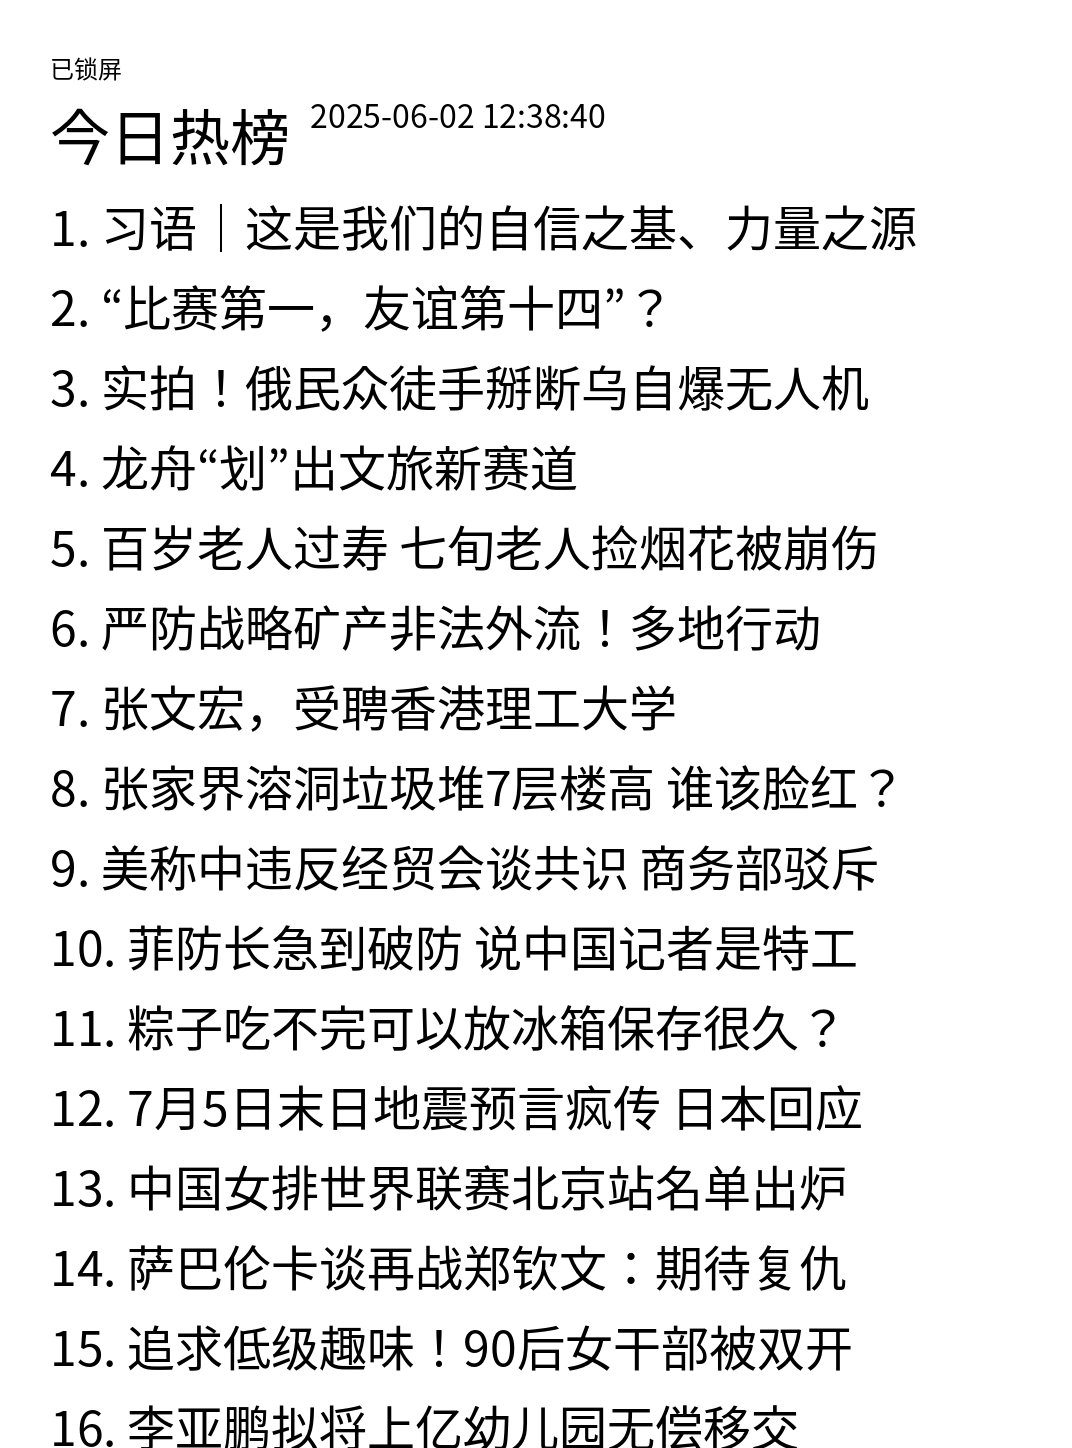 已锁屏
今日热榜 2025-06-02 12:38:40
1. 习语｜这是我们的自信之基、力量之源
2. “比赛第一，友谊第十四”？
3. 实拍！俄民众徒手掰断乌自爆无人机
4. 龙舟“划”出文旅新赛道
5. 百岁老人过寿 七旬老人捡烟花被崩伤
6. 严防战略矿产非法外流！多地行动
7. 张文宏，受聘香港理工大学
8. 张家界溶洞垃圾堆7层楼高 谁该脸红？
9. 美称中违反经贸会谈共识 商务部驳斥
10. 菲防长急到破防 说中国记者是特工
11. 粽子吃不完可以放冰箱保存很久？
12. 7月5日末日地震预言疯传 日本回应
13. 中国女排世界联赛北京站名单出炉
14. 萨巴伦卡谈再战郑钦文：期待复仇
15. 追求低级趣味！90后女干部被双开
16. 李亚鹏拟将上亿幼儿园无偿移交